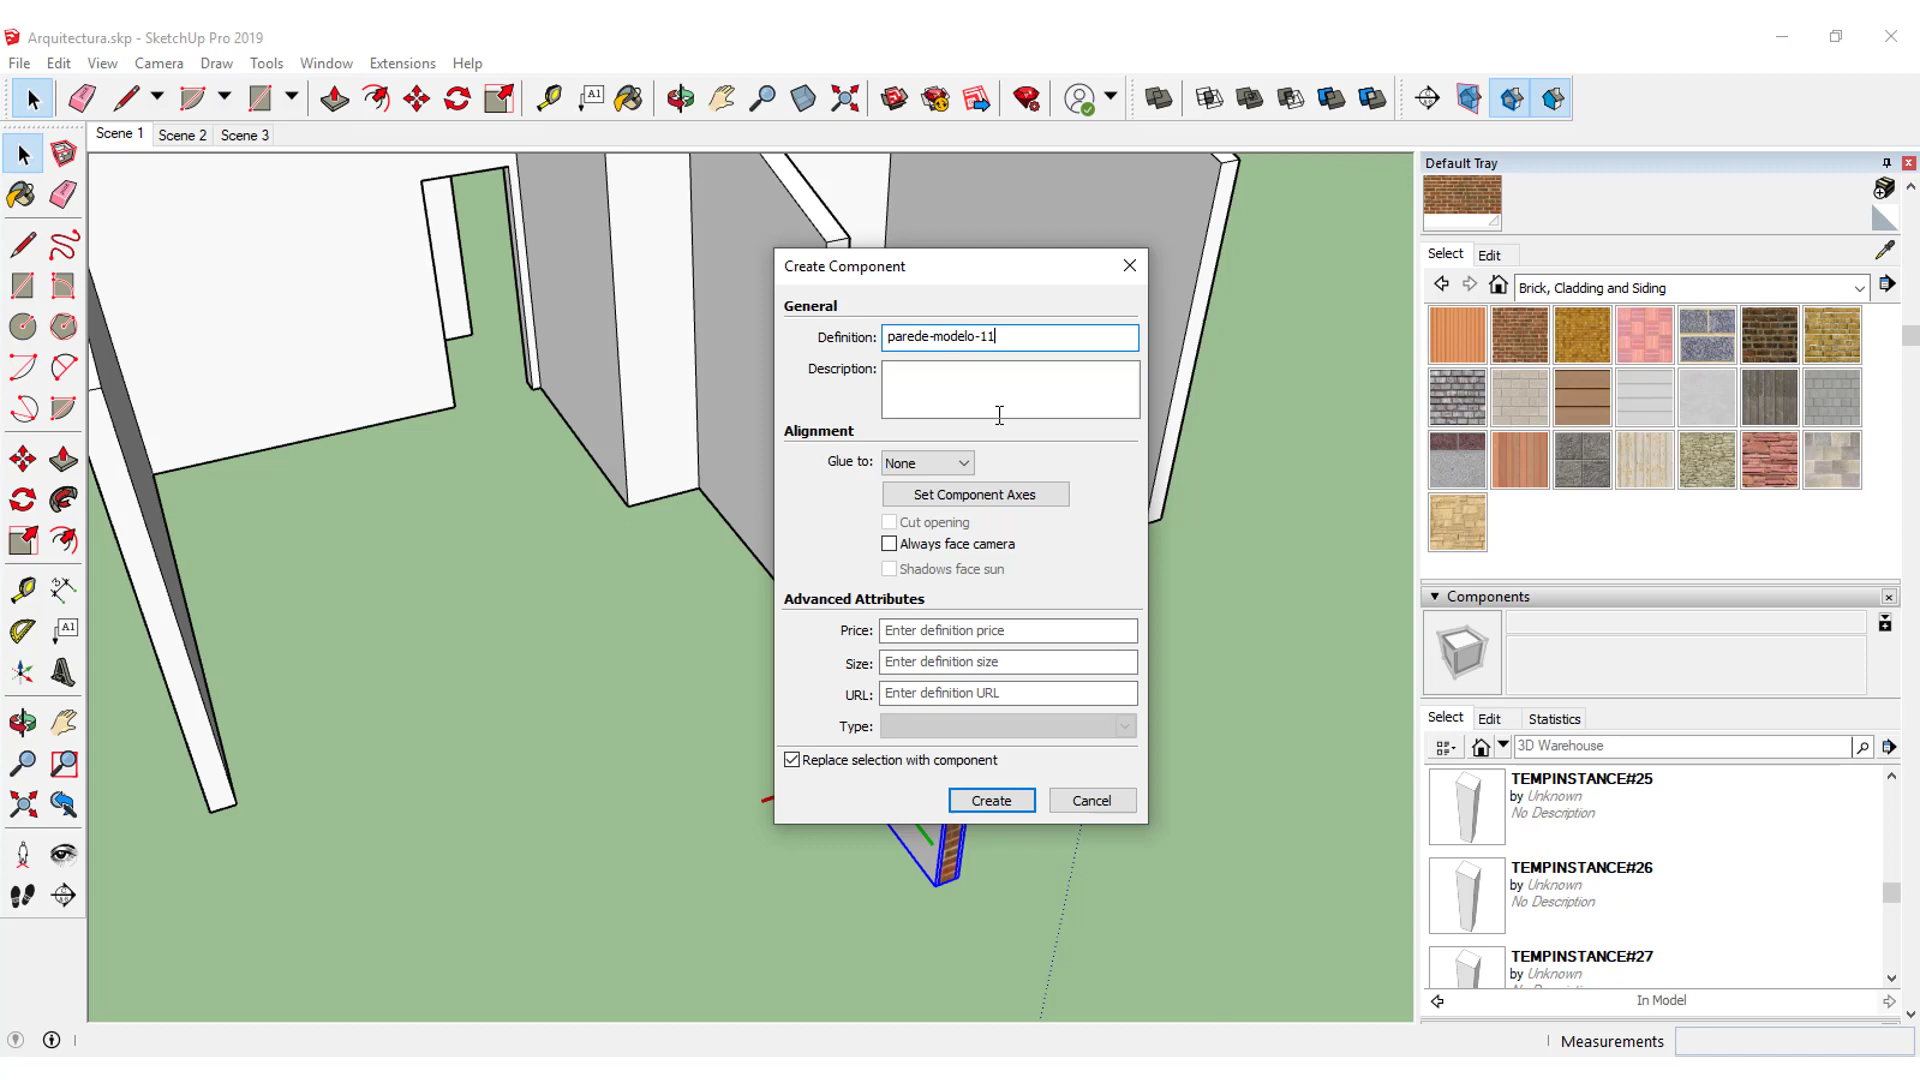 Arquitectura.skp - SketchUp Pro 2019
File Edit View Camera Draw Tools Window Extensions Help
A1
Scene 1 Scene 2 Scene 3
Default Tray
Select Edit
Brick, Cladding and Siding
Create Component
General
Definition: parede-modelo-11
Description:
Alignment
Glue to: None
Set Component Axes
Cut opening
Always face camera
Shadows face sun
Advanced Attributes
Price: Enter definition price
Size: Enter definition size
URL: Enter definition URL
Type:
Replace selection with component
Create Cancel
A1
Components
Select Edit Statistics
3D Warehouse
TEMPINSTANCE#25
by Unknown
No Description
TEMPINSTANCE#26
by Unknown
No Description
TEMPINSTANCE#27
by Unknown
In Model
Measurements